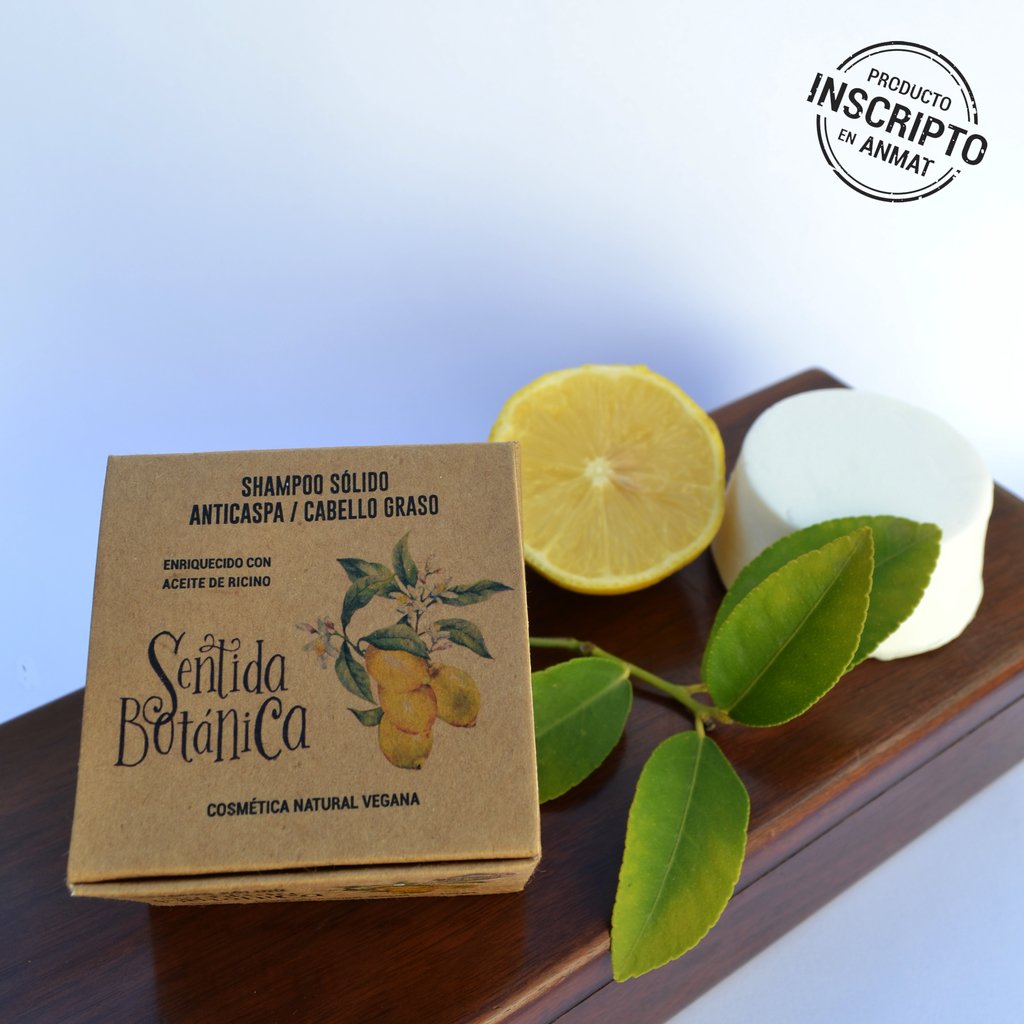 PRODUCTO
INSCRIPTO
EN ANMAT
SHAMPOO SÓLIDO
ANTICASPA / CABELLO GRASO
ENRIQUECIDO CON
ACEITE DE RICINO
Sentida
Botánica
COSMÉTICA NATURAL VEGANA